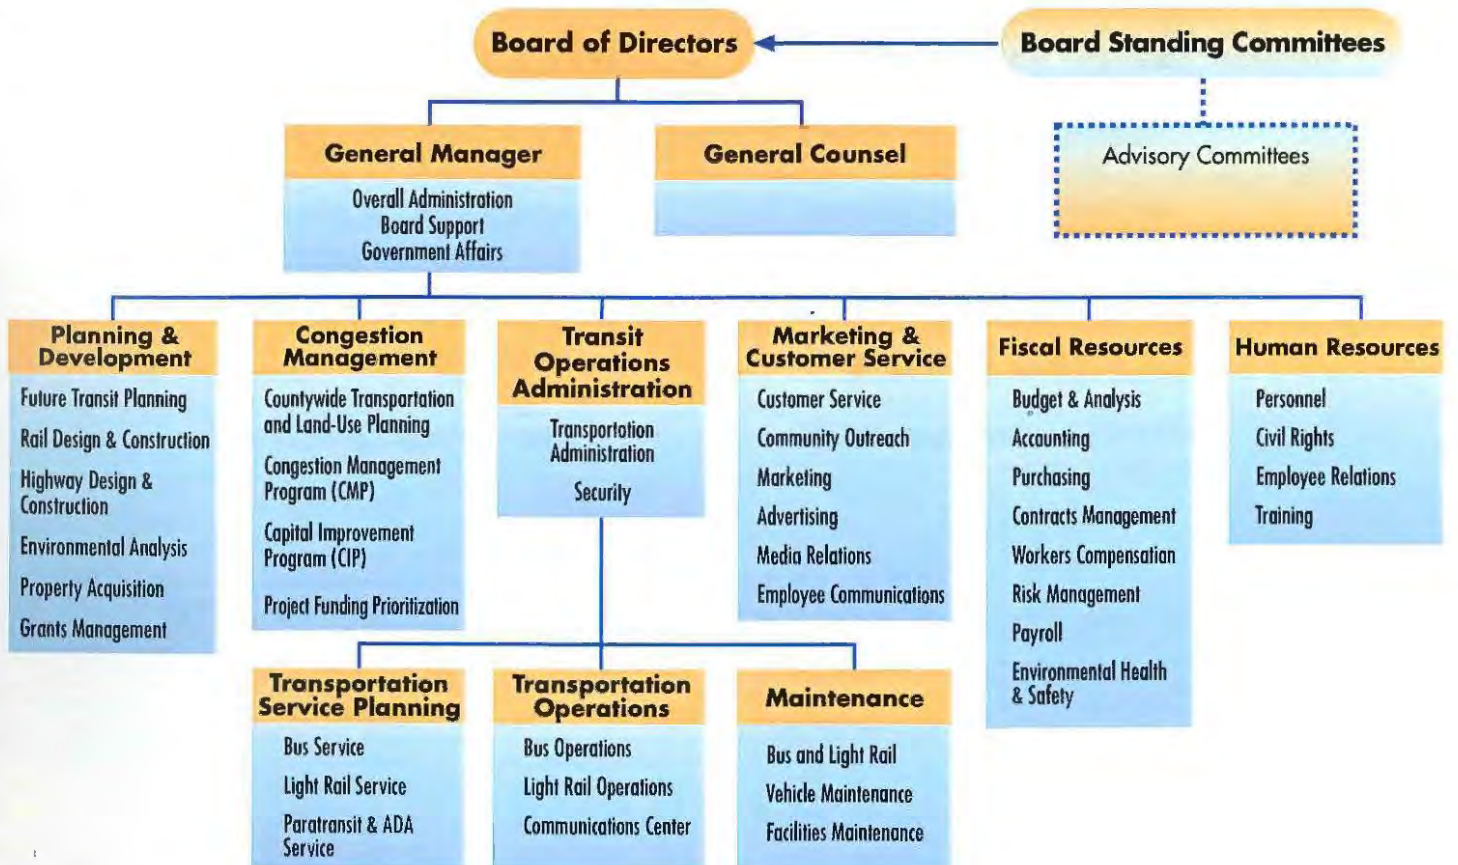 Board of Directors
Board Standing Committees
General Manager
Overall Administration
Board Support
Government Affairs
General Counsel
Advisory Committees
Planning &
Development
Future Transit Planning
Rail Design & Construction
Highway Design &
Construction
Environmental Analysis
Property Acquisition
Grants Management
Congestion
Management
Countywide Transportation
and Land-Use Planning
Congestion Management
Program (CMP)
Capital Improvement
Program (CIP)
Project Funding Prioritization
Transit
Operations
Administration
Transportation
Administration
Security
Marketing &
Customer Service
Customer Service
Community Outreach
Marketing
Advertising
Media Relations
Employee Communications
Fiscal Resources
Budget & Analysis
Accounting
Purchasing
Contracts Management
Workers Compensation
Risk Management
Payroll
Environmental Health
& Safety
Human Resources
Personnel
Civil Rights
Employee Relations
Training
Transportation
Service Planning
Bus Service
Light Rail Service
Paratransit & ADA
Service
Transportation
Operations
Bus Operations
Light Rail Operations
Communications Center
Maintenance
Bus and Light Rail
Vehicle Maintenance
Facilities Maintenance